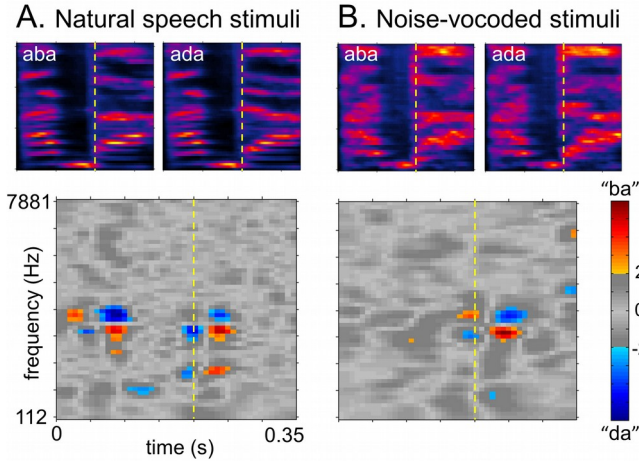 A. Natural speech stimuli
aba
ada
B. Noise-vocoded stimuli
aba
ada
7881
frequency (Hz)
112
0
time (s)
0.35
"ba"
2
0
"da"